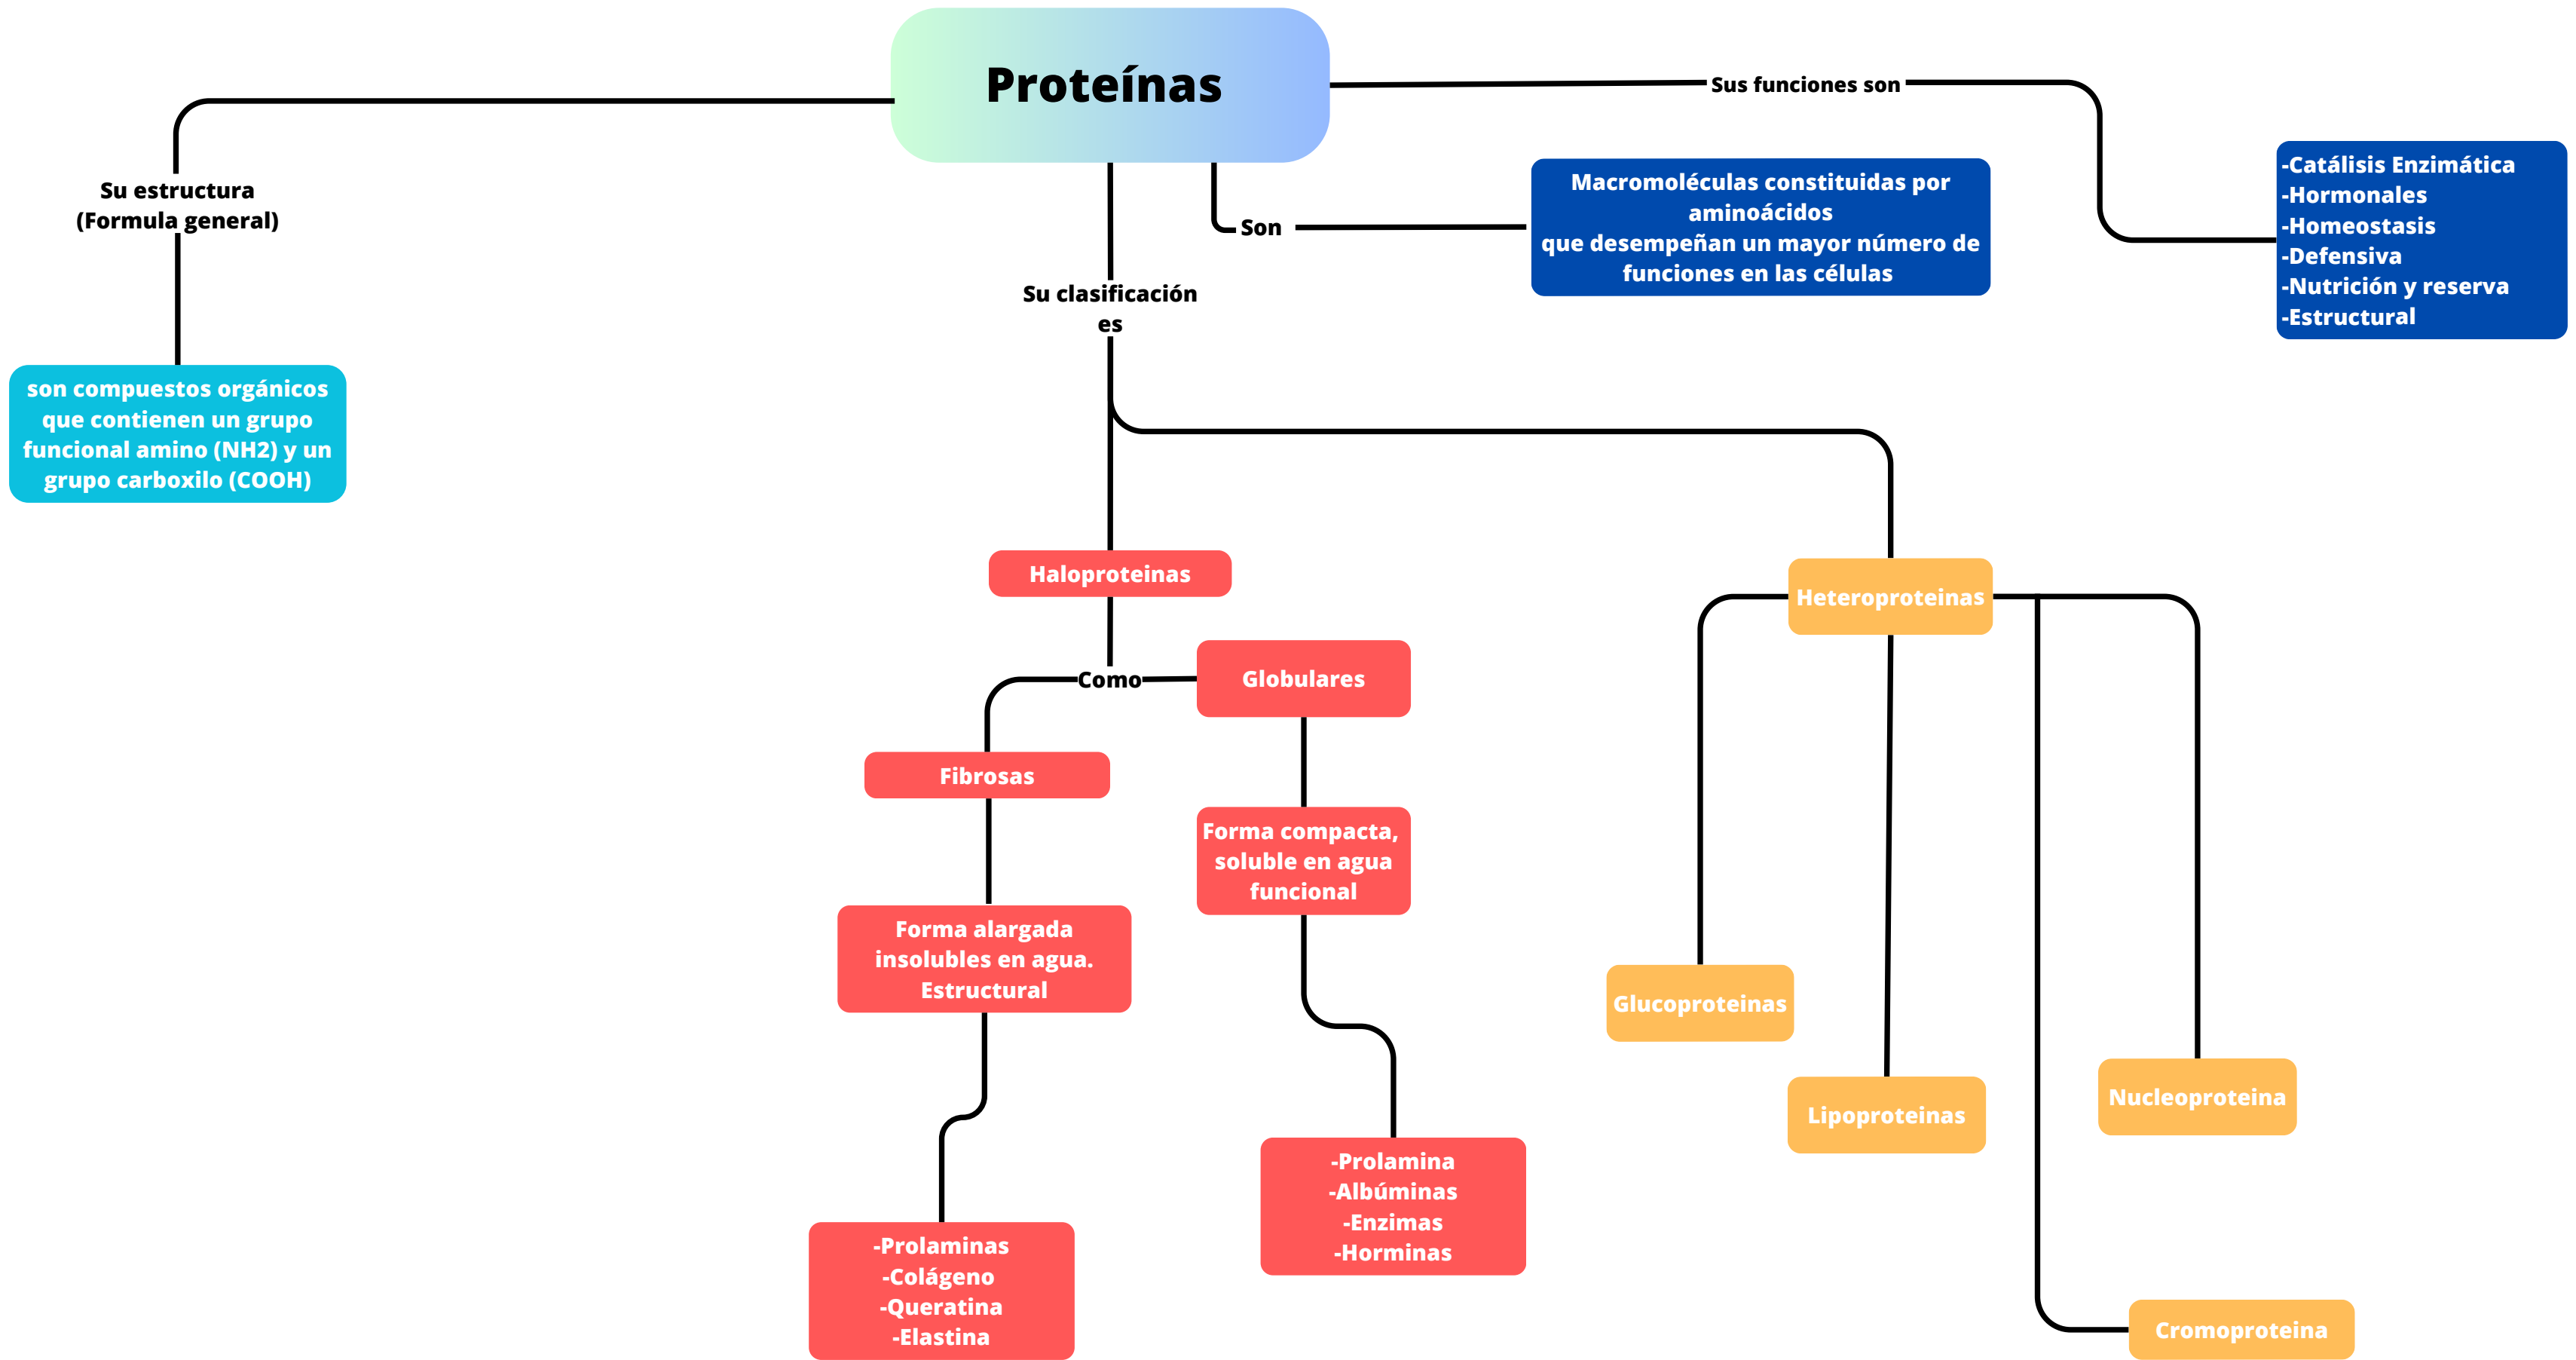 Proteínas
Sus funciones son
-Catálisis Enzimática
-Hormonales
-Homeostasis
-Defensiva
-Nutrición y reserva
-Estructural
Son
Macromoléculas constituidas por
aminoácidos
que desempeñan un mayor número de
funciones en las células
Su estructura
(Formula general)
son compuestos orgánicos
que contienen un grupo
funcional amino (NH2) y un
grupo carboxilo (COOH)
Su clasificación
es
Haloproteinas
Como
Fibrosas
Forma alargada
insolubles en agua.
Estructural
-Prolaminas
-Colágeno
-Queratina
-Elastina
Globulares
Forma compacta,
soluble en agua
funcional
-Prolamina
-Albúminas
-Enzimas
-Horminas
Heteroproteinas
Glucoproteinas
Lipoproteinas
Nucleoproteina
Cromoproteina